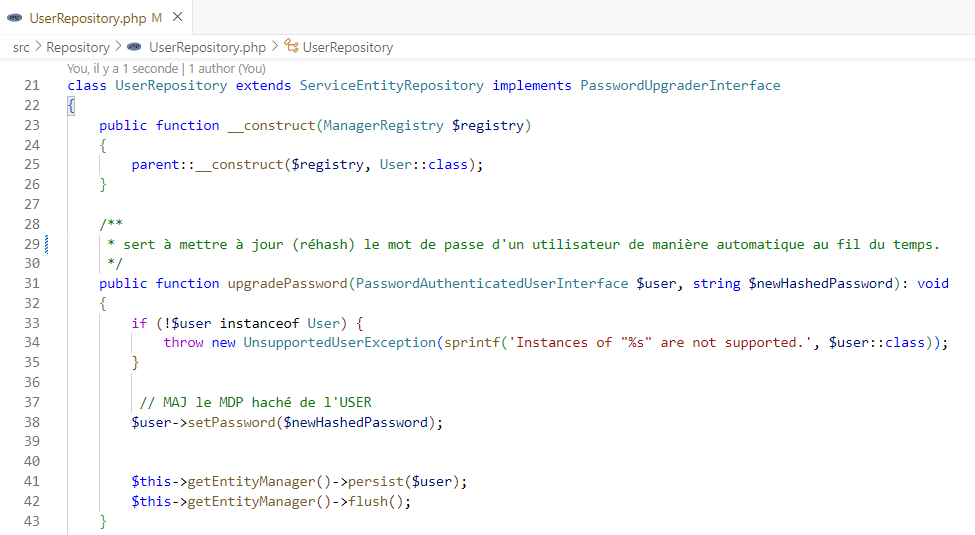 UserRepository.php M ×
src > Repository > UserRepository.php > UserRepository
You, il y a 1 seconde | 1 author (You)
21 class UserRepository extends ServiceEntityRepository implements PasswordUpgraderInterface
22 {
23 public function __construct(ManagerRegistry $registry)
24 {
25 parent::__construct($registry, User::class);
26 }
27
28 /**
29 * sert à mettre à jour (réhash) le mot de passe d'un utilisateur de manière automatique au fil du temps.
30 */
31 public function upgradePassword(PasswordAuthenticatedUserInterface $user, string $newHashedPassword): void
32 {
33 if (!$user instanceof User) {
34 throw new UnsupportedUserException(sprintf('Instances of "%s" are not supported.', $user::class));
35 }
36
37 // MAJ le MDP haché de l'USER
38 $user->setPassword($newHashedPassword);
39
40
41 $this->getEntityManager()->persist($user);
42 $this->getEntityManager()->flush();
43 }